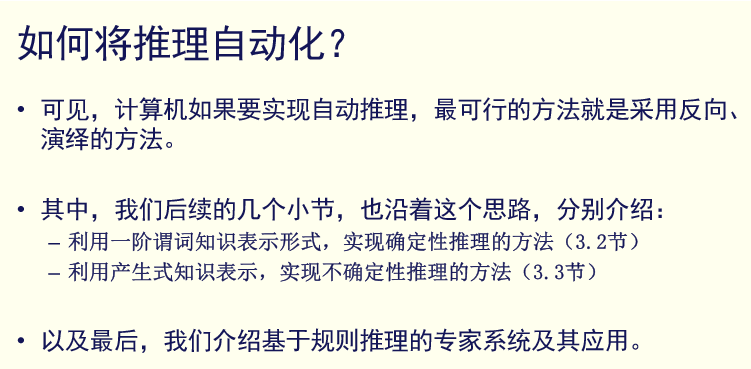 如何将推理自动化？
• 可见，计算机如果要实现自动推理，最可行的方法就是采用反向、
演绎的方法。
• 其中，我们后续的几个小节，也沿着这个思路，分别介绍：
– 利用一阶谓词知识表示形式，实现确定性推理的方法（3.2节）
– 利用产生式知识表示，实现不确定性推理的方法（3.3节）
• 以及最后，我们介绍基于规则推理的专家系统及其应用。